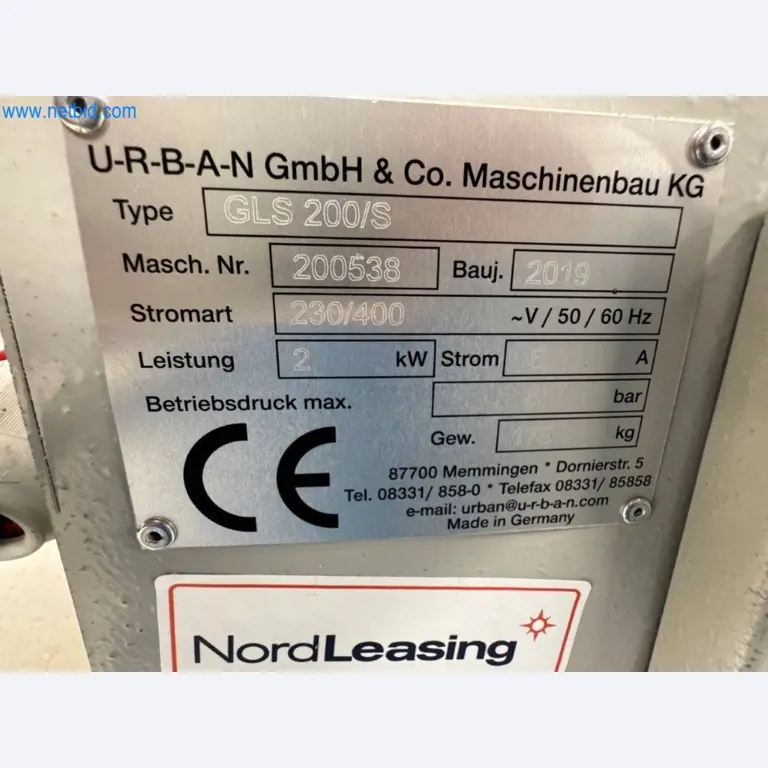 www.netbid.com
U-R-B-A-N GmbH & Co. Maschinenbau KG
Type GLS 200/S
Masch. Nr. 200538 Bauj. 2019
Stromart 230/400 ~V / 50 / 60 Hz
Leistung 2 kW Strom A
Betriebsdruck max. bar
Gew. kg
CE
87700 Memmingen * Dornierstr. 5
Tel. 08331/ 858-0 * Telefax 08331/ 85858
e-mail: urban@u-r-b-a-n.com
Made in Germany
NordLeasing